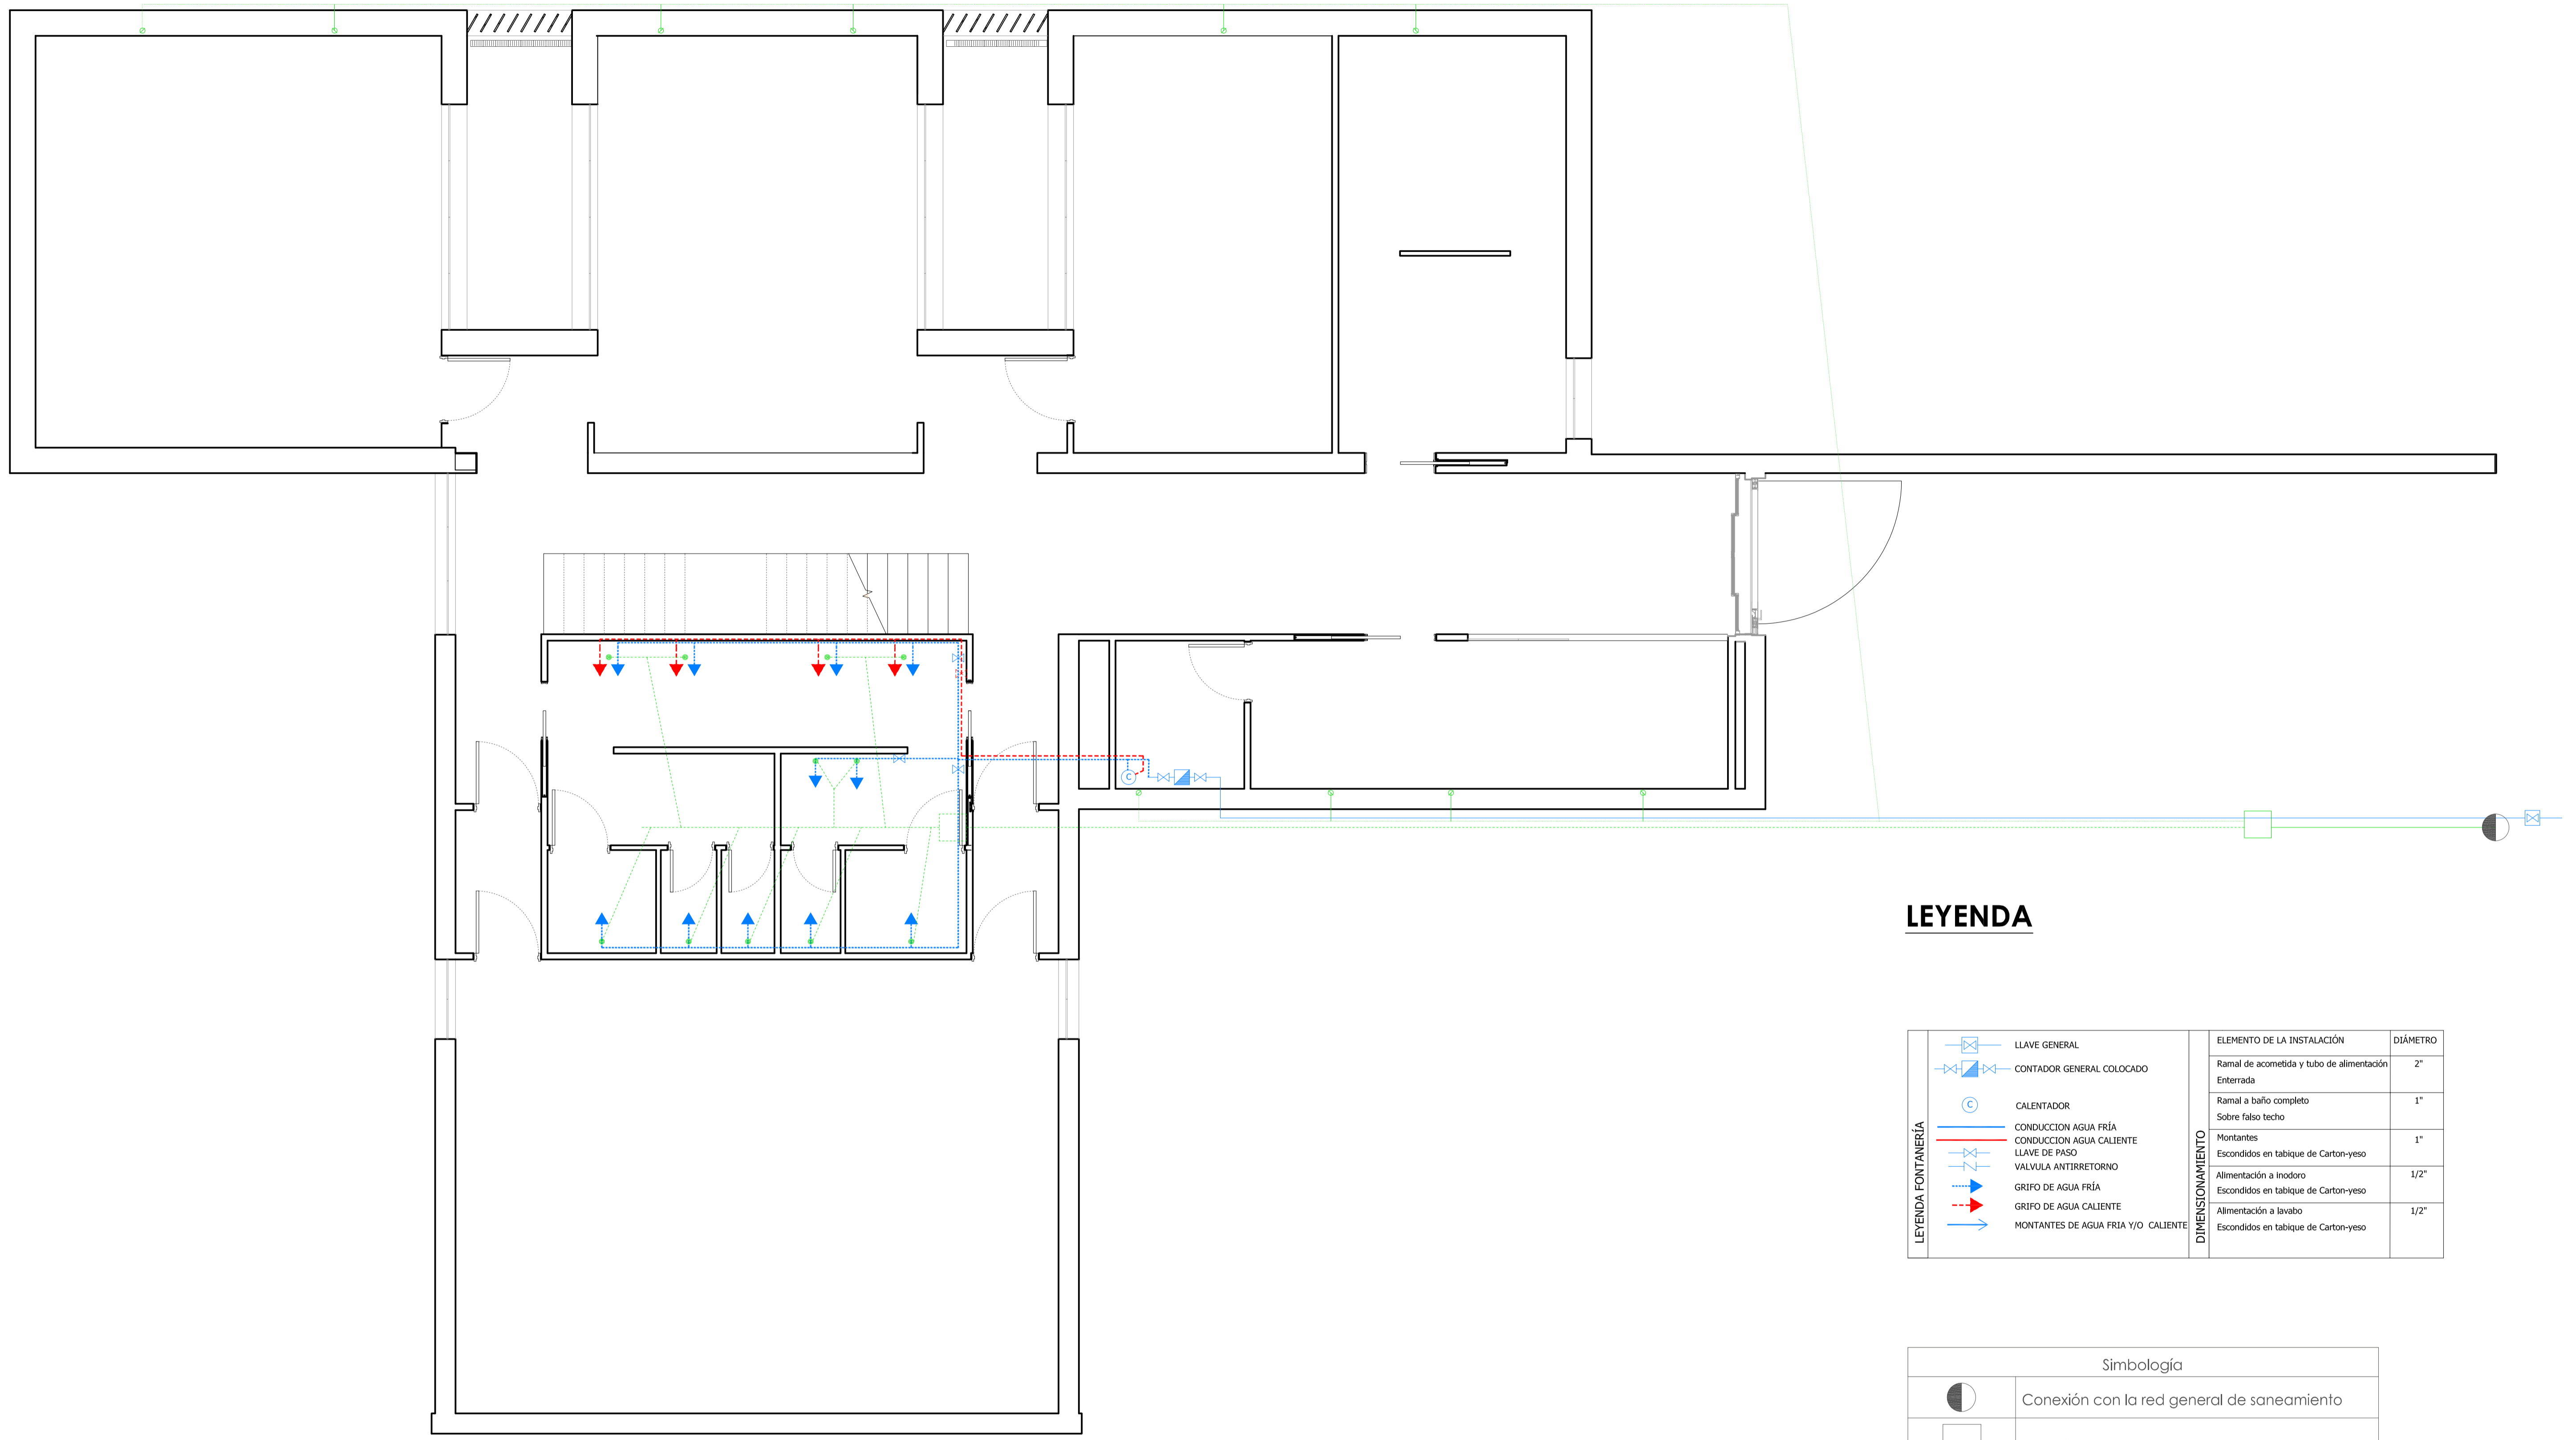 C
LEYENDA
LEYENDA FONTANERÍA
LLAVE GENERAL
CONTADOR GENERAL COLOCADO
C
CALENTADOR
CONDUCCION AGUA FRÍA
CONDUCCION AGUA CALIENTE
LLAVE DE PASO
VALVULA ANTIRRETORNO
GRIFO DE AGUA FRÍA
GRIFO DE AGUA CALIENTE
MONTANTES DE AGUA FRIA Y/O CALIENTE
DIMENSIONAMIENTO
ELEMENTO DE LA INSTALACIÓN DIÁMETRO
Ramal de acometida y tubo de alimentación 2"
Enterrada
Ramal a baño completo 1"
Sobre falso techo
Montantes 1"
Escondidos en tabique de Carton-yeso
Alimentación a inodoro 1/2"
Escondidos en tabique de Carton-yeso
Alimentación a lavabo 1/2"
Escondidos en tabique de Carton-yeso
Simbología
Conexión con la red general de saneamiento